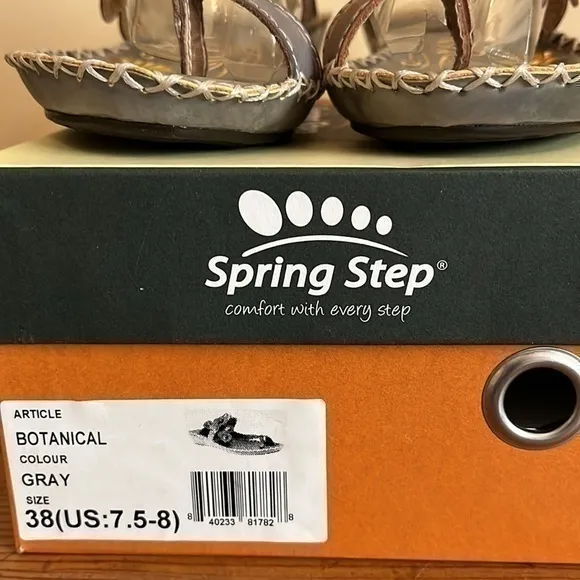 Spring Step®
comfort with every step
ARTICLE
BOTANICAL
COLOUR
GRAY
SIZE
38(US:7.5-8)
8 40233 81782 8